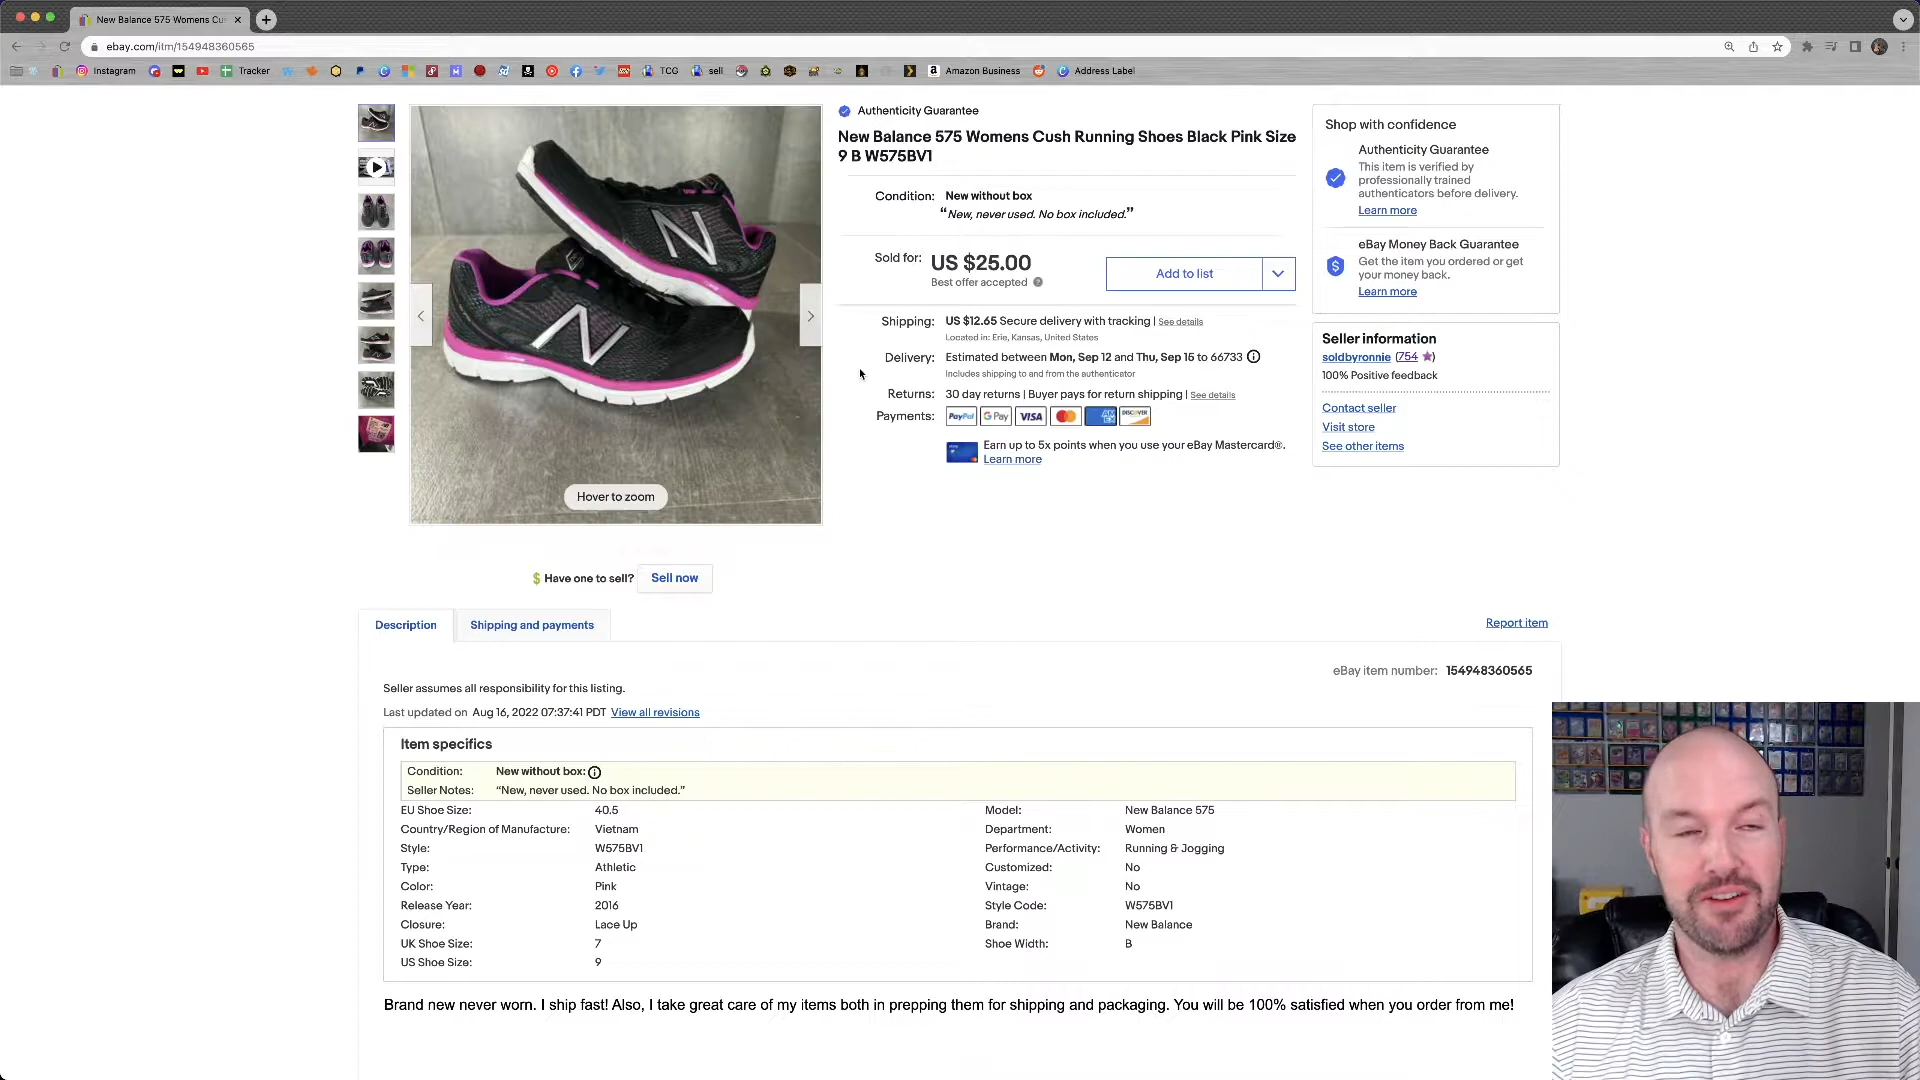 New Balance 575 Womens Cu
ebay.com/itm/154948360565
Instagram
Tracker
TCG
sell
Amazon Business
Address Label
Authenticity Guarantee
New Balance 575 Womens Cush Running Shoes Black Pink Size
9 B W575BV1
Condition: New without box
“New, never used. No box included.”
Sold for: US $25.00
Best offer accepted
Add to list
Shipping: US $12.65 Secure delivery with tracking | See details
Located in: Erie, Kansas, United States
Delivery: Estimated between Mon, Sep 12 and Thu, Sep 15 to 66733
Includes shipping to and from the authenticator
Returns: 30 day returns | Buyer pays for return shipping | See details
Payments: PayPal G Pay VISA AM EX DISCOVER
Earn up to 5x points when you use your eBay Mastercard®.
Learn more
Shop with confidence
Authenticity Guarantee
This item is verified by
professionally trained
authenticators before delivery.
Learn more
eBay Money Back Guarantee
Get the item you ordered or get
your money back.
Learn more
Seller information
soldbyronnie (754)
100% Positive feedback
Contact seller
Visit store
See other items
N
N
Hover to zoom
Have one to sell? Sell now
Description
Shipping and payments
Report item
eBay item number: 154948360565
Seller assumes all responsibility for this listing.
Last updated on Aug 16, 2022 07:37:41 PDT View all revisions
Item specifics
Condition: New without box:
Seller Notes: “New, never used. No box included.”
EU Shoe Size: 40.5
Model: New Balance 575
Country/Region of Manufacture: Vietnam
Department: Women
Style: W575BV1
Performance/Activity: Running & Jogging
Type: Athletic
Customized: No
Color: Pink
Vintage: No
Release Year: 2016
Style Code: W575BV1
Closure: Lace Up
Brand: New Balance
UK Shoe Size: 7
Shoe Width: B
US Shoe Size: 9
Brand new never worn. I ship fast! Also, I take great care of my items both in prepping them for shipping and packaging. You will be 100% satisfied when you order from me!